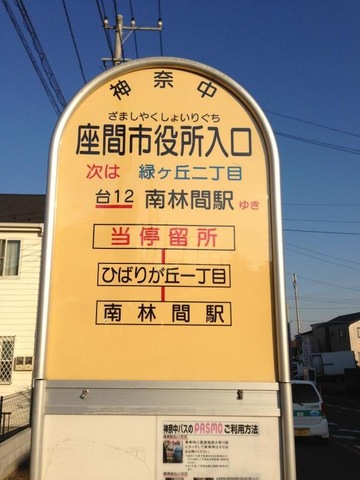 神奈中
ざましやくしょいりぐち
座間市役所入口
次は 緑ヶ丘二丁目
台12 南林間駅 ゆき
当停留所
ひばりが丘一丁目
南林間駅
神奈中バスのPASMOご利用方法